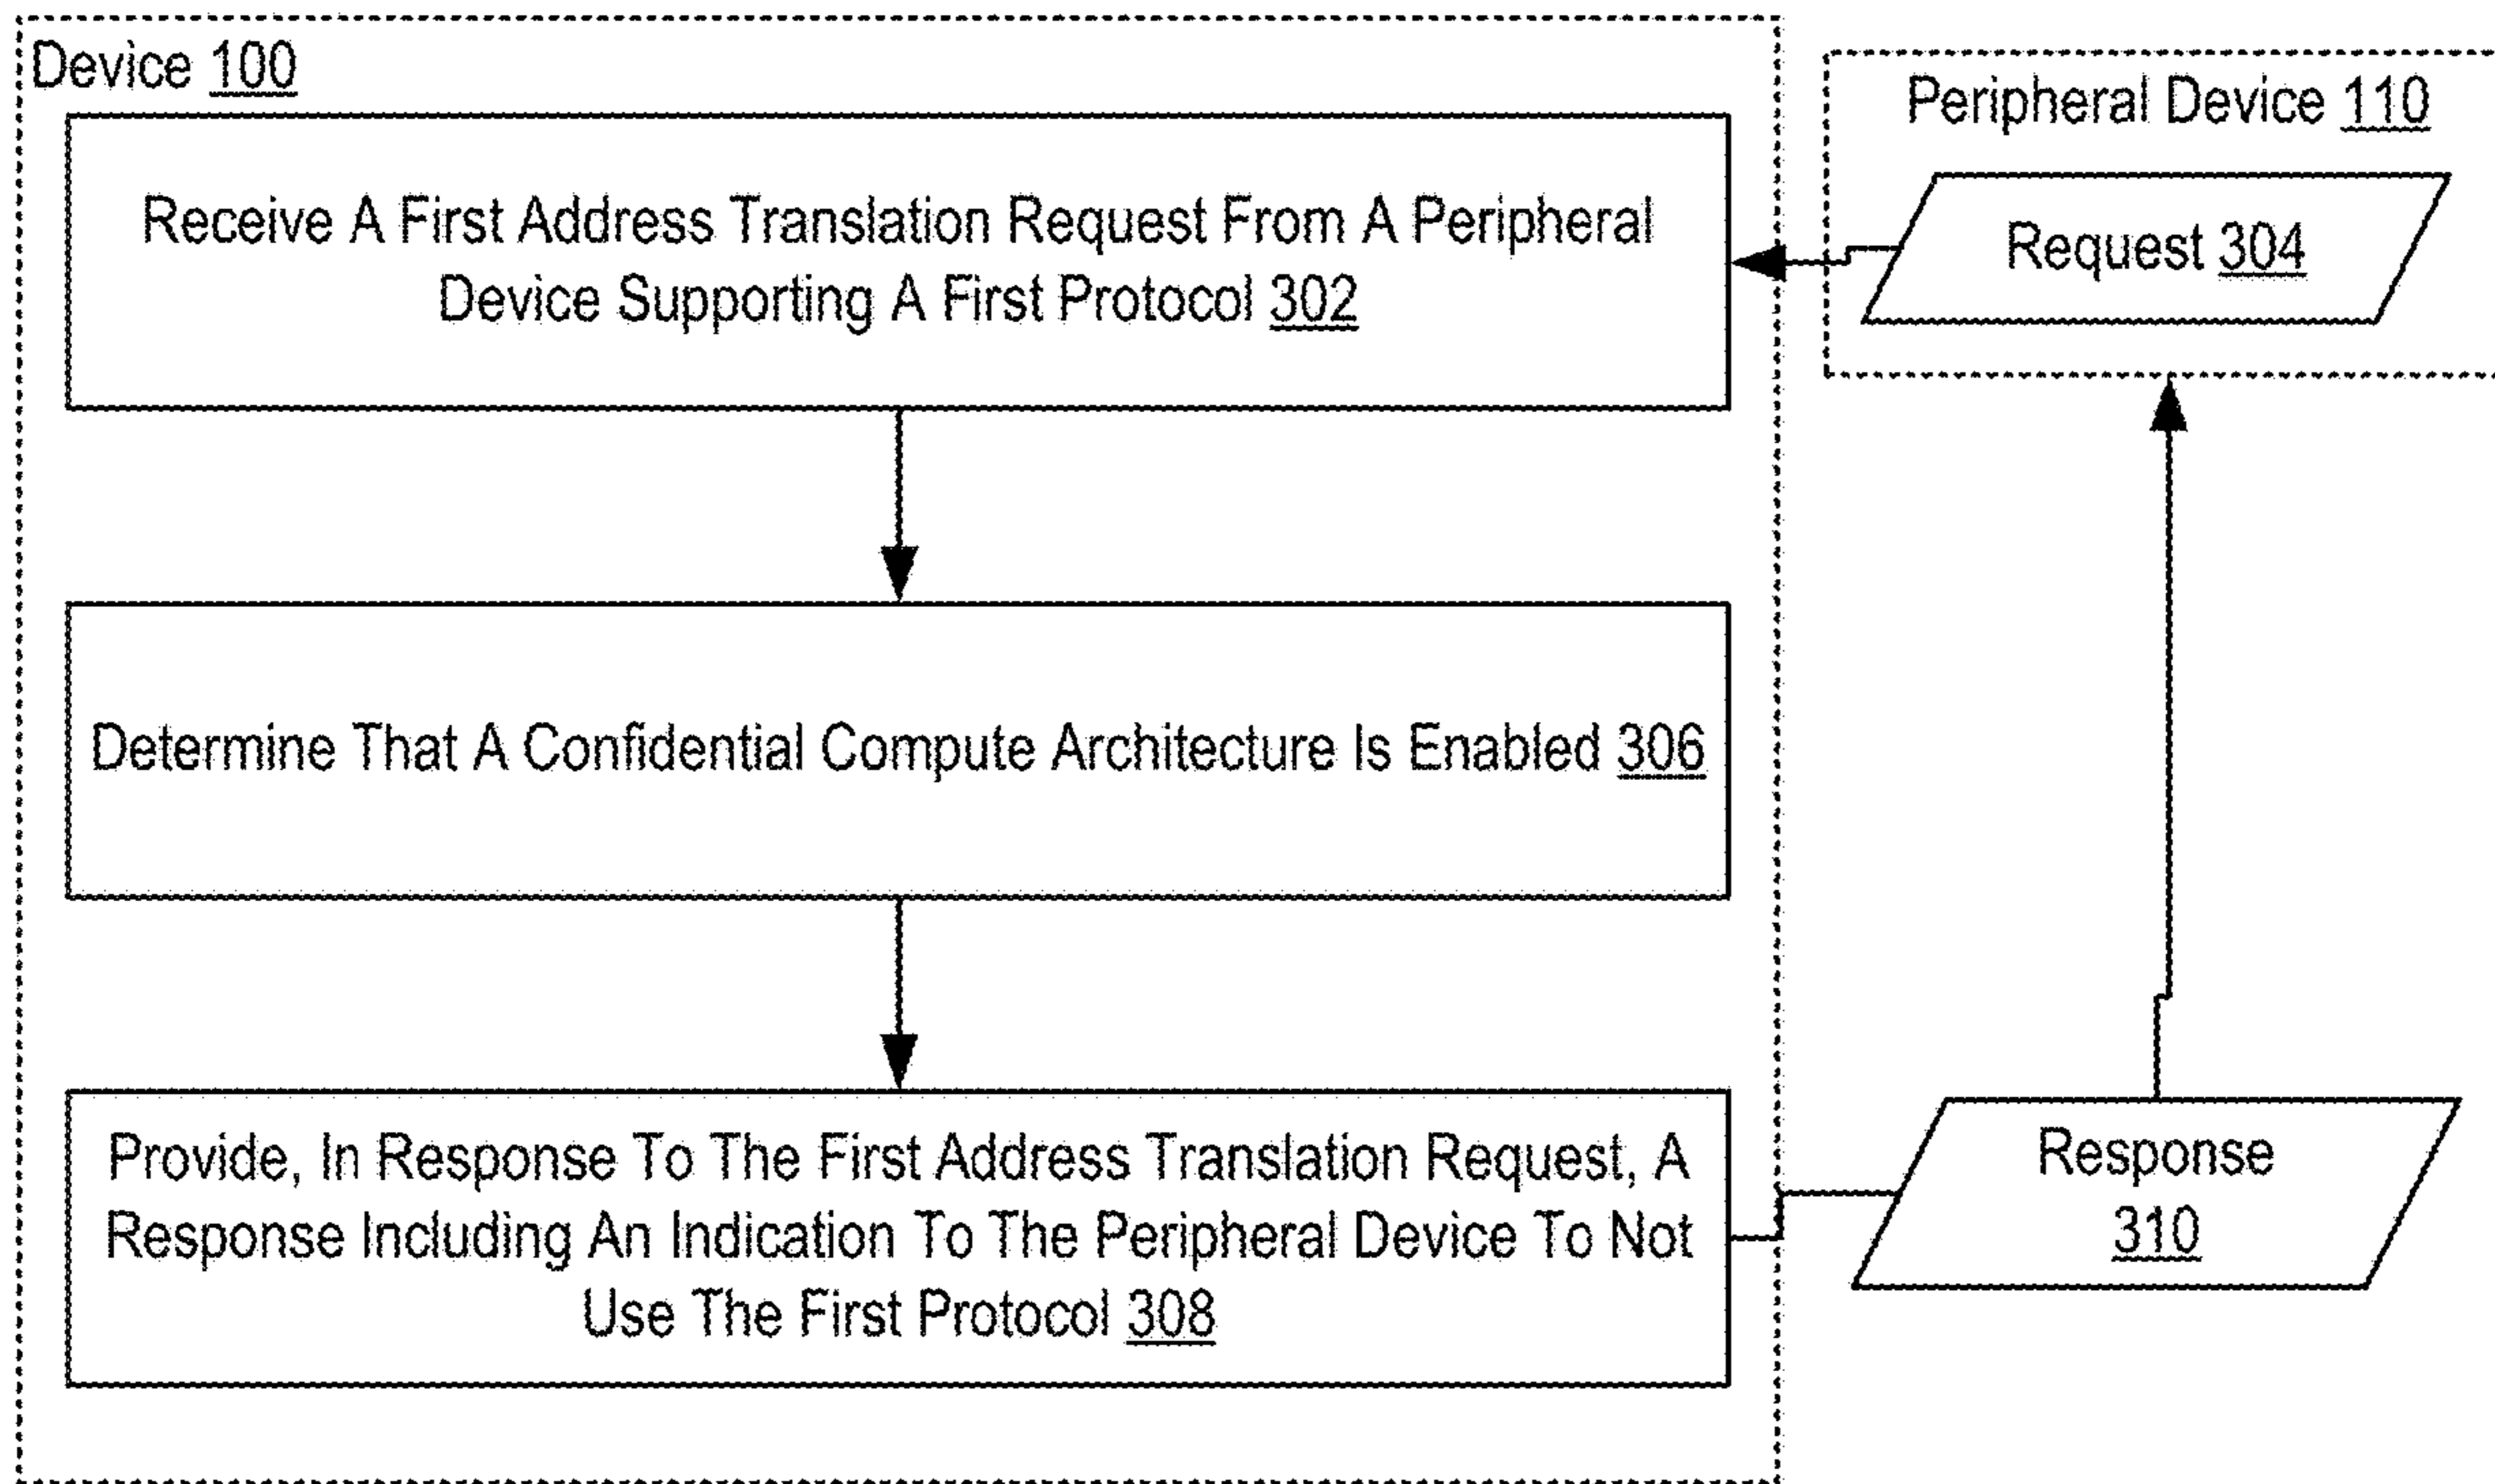 Device 100
Peripheral Device 110
Receive A First Address Translation Request From A Peripheral
Device Supporting A First Protocol 302
Request 304
Determine That A Confidential Compute Architecture Is Enabled 306
Provide, In Response To The First Address Translation Request, A
Response Including An Indication To The Peripheral Device To Not
Use The First Protocol 308
Response
310